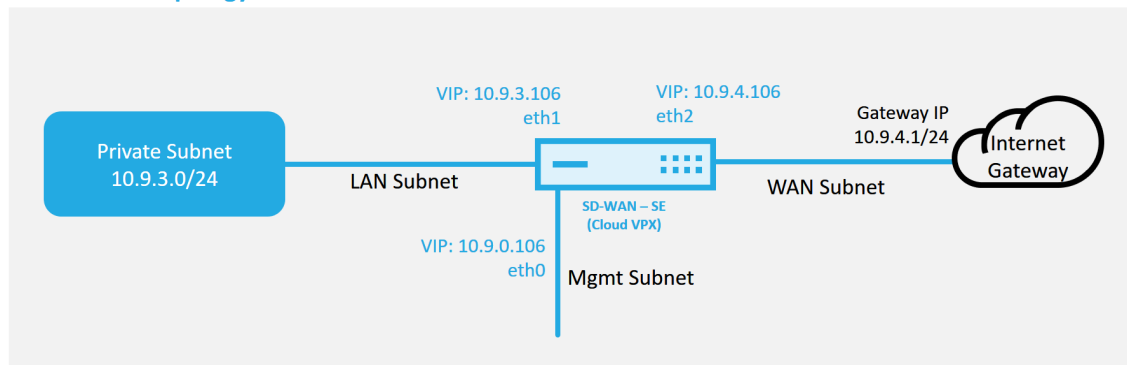 VIP: 10.9.3.106
eth1
VIP: 10.9.4.106
eth2
Gateway IP
10.9.4.1/24
Internet
Gateway
Private Subnet
10.9.3.0/24
LAN Subnet
WAN Subnet
SD-WAN – SE
(Cloud VPX)
VIP: 10.9.0.106
eth0
Mgmt Subnet